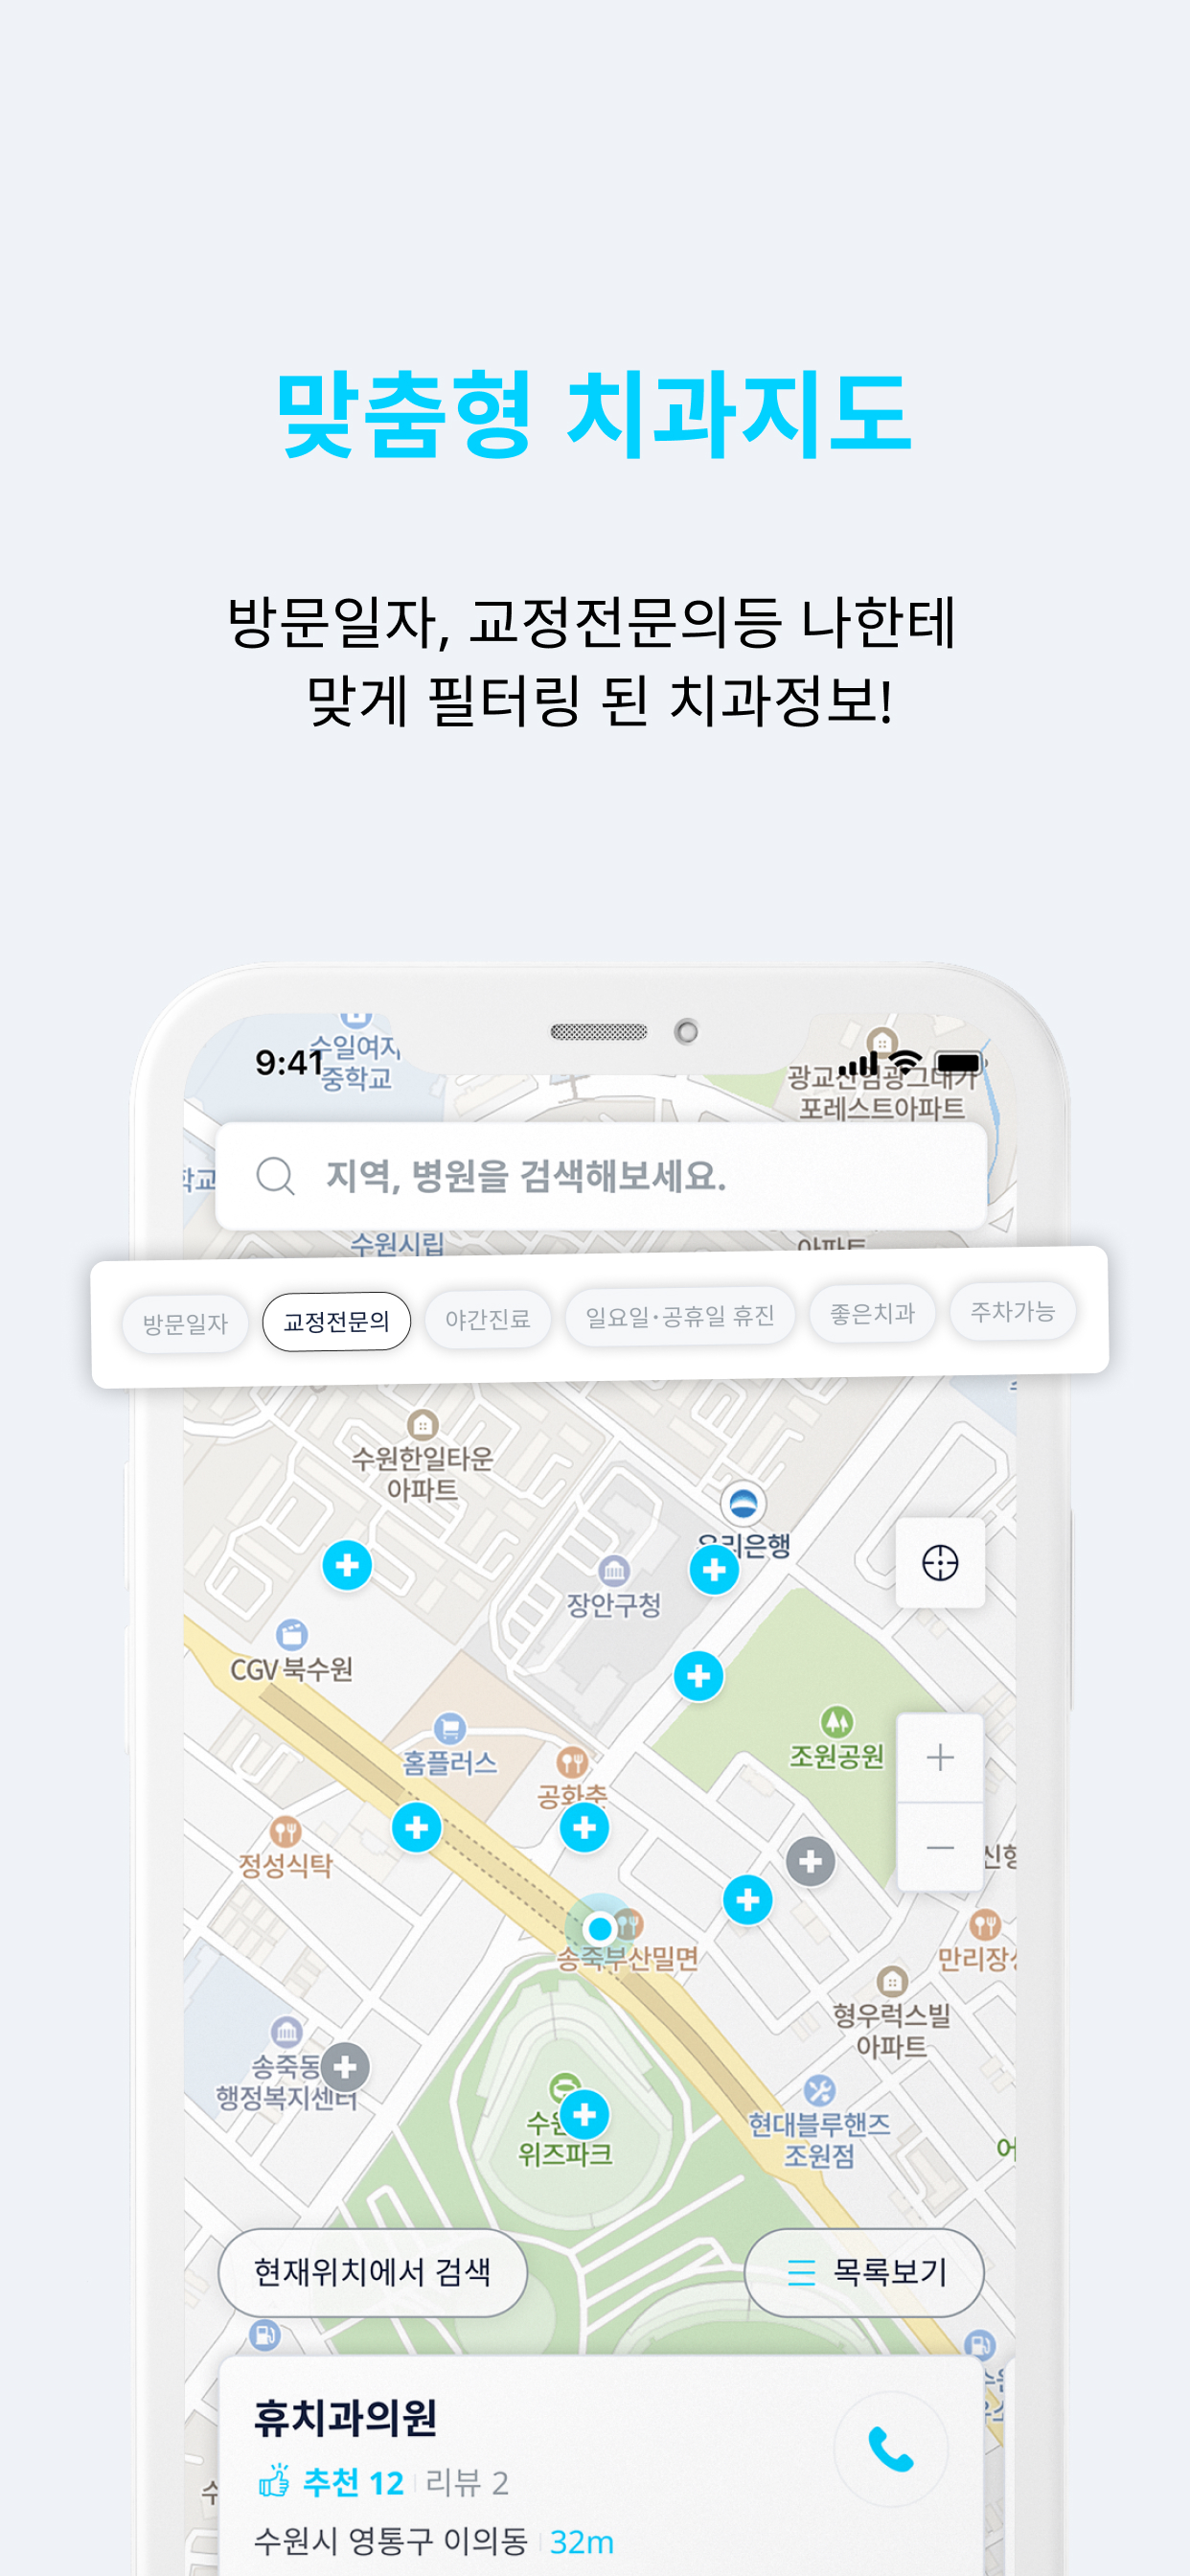 맞춤형 치과지도
방문일자, 교정전문의등 나한테
맞게 필터링 된 치과정보!
9:41
수일여자
중학교
포레스트아파트
학교
지역, 병원을 검색해보세요.
수원시립
아파트
방문일자
교정전문의
야간진료
일요일·공휴일 휴진
좋은치과
주차가능
수원한일타운
아파트
우리은행
장안구청
CGV 북수원
홈플러스
조원공원
공화춘
정성식탁
신형
송죽부산밀면
만리장성
형우럭스빌
아파트
송죽동
행정복지센터
수원
위즈파크
현대블루핸즈
조원점
현재위치에서 검색
목록보기
휴치과의원
추천 12
리뷰 2
수원시 영통구 이의동
32m